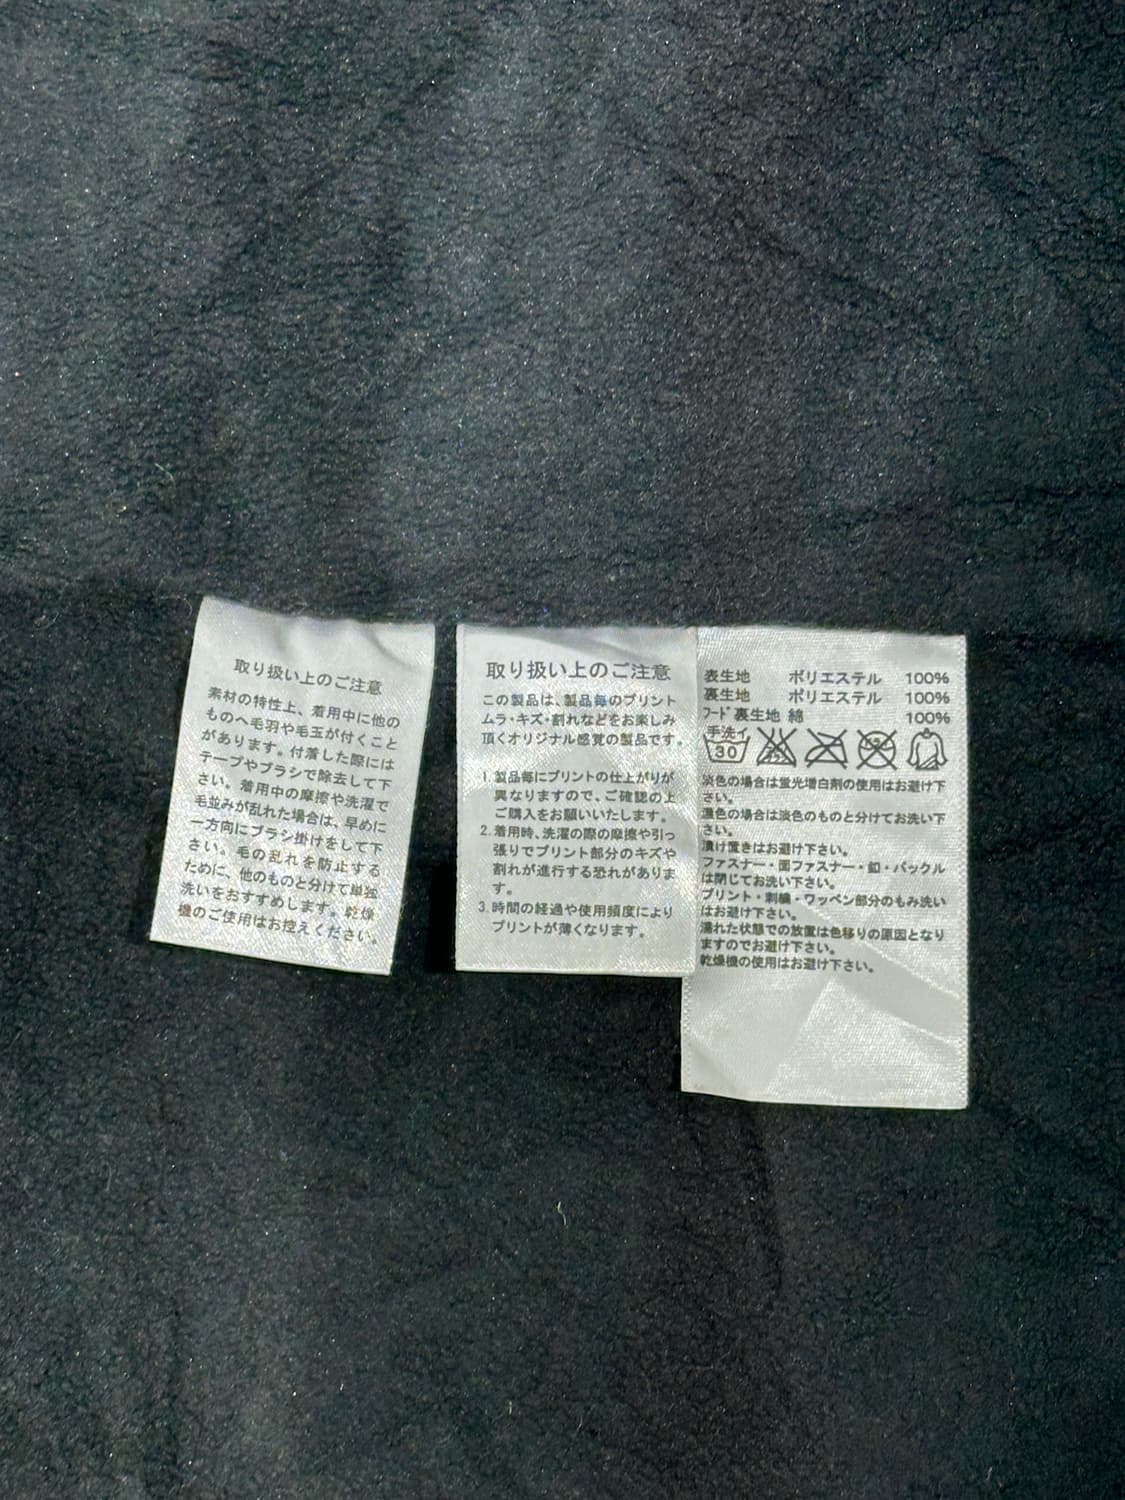 取り扱い上のご注意
素材の特性上、着用中に他の
ものへ毛羽や毛玉が付くこと
があります。付着した際には
テープやブラシで除去して下
さい。着用中の摩擦や洗濯で
毛並みが乱れた場合は、早めに
一方向にブラシ掛けをして下
さい。毛の乱れを防止する
ために、他のものと分けて単独
洗いをおすすめします。乾燥
機のご使用はお控えください。
取り扱い上のご注意
この製品は、製品毎のプリント
ムラ・キズ・割れなどをお楽しみ
頂くオリジナル感覚の製品です。
1.製品毎にプリントの仕上がりが
異なりますので、ご確認の上
ご購入をお願いいたします。
2.着用時、洗濯の際の摩擦や引っ
張りでプリント部分のキズや
割れが進行する恐れがありま
す。
3.時間の経過や使用頻度により
プリントが薄くなります。
表生地 ポリエステル 100%
裏生地 ポリエステル 100%
フード裏生地 綿 100%
手洗イ
30
淡色の場合は蛍光増白剤の使用はお避け下
さい。
濃色の場合は淡色のものと分けてお洗い下
さい。
漬け置きはお避け下さい。
ファスナー・面ファスナー・釦・バックル
は閉じてお洗い下さい。
プリント・刺繍・ワッペン部分のもみ洗い
はお避け下さい。
濡れた状態での放置は色移りの原因となり
ますのでお避け下さい。
乾燥機の使用はお避け下さい。